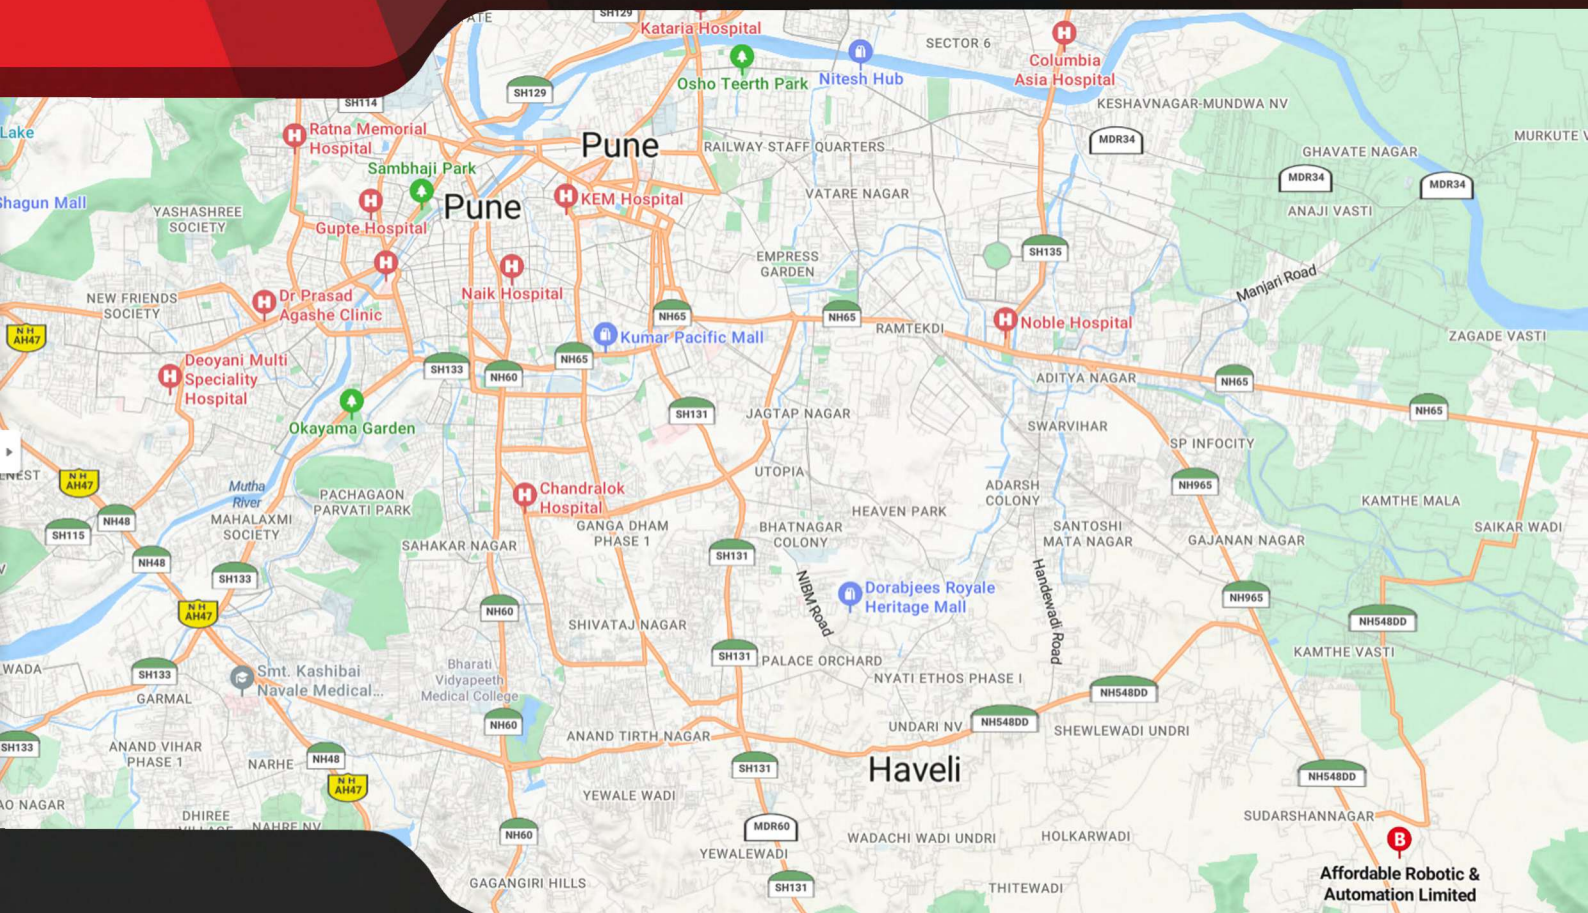 SH129
Kataria Hospital
SECTOR 6
Columbia
Asia Hospital
Osho Teerth Park
Nitesh Hub
SH129
SH114
KESHAVNAGAR-MUNDWA NV
MDR34
Lake
Ratna Memorial
Hospital
Pune
RAILWAY STAFF QUARTERS
GHAVATE NAGAR
MURKUTE
Sambhaji Park
MDR34
MDR34
Shagun Mall
YASHASHREE
SOCIETY
Pune
KEM Hospital
VATARE NAGAR
ANAJI VASTI
Gupte Hospital
SH135
EMPRESS
GARDEN
Manjari Road
Naik Hospital
NEW FRIENDS
SOCIETY
Dr Prasad
Agashe Clinic
NH65
NH65
RAMTEKDI
Noble Hospital
N H
AH47
Kumar Pacific Mall
ZAGADE VASTI
Deoyani Multi
Speciality
Hospital
SH133
NH60
NH65
ADITYA NAGAR
NH65
NH65
Okayama Garden
SH131
JAGTAP NAGAR
SWARVIHAR
SP INFOCITY
NEST
N H
AH47
UTOPIA
Mutha
River
PACHAGAON
PARVATI PARK
Chandralok
Hospital
ADARSH
COLONY
NH965
KAMTHE MALA
SH115
NH48
MAHALAXMI
SOCIETY
GANGA DHAM
PHASE 1
BHATNAGAR
COLONY
HEAVEN PARK
SANTOSHI
MATA NAGAR
GAJANAN NAGAR
SAIKAR WADI
SAHAKAR NAGAR
SH131
NH48
SH133
NIBM Road
Dorabjees Royale
Heritage Mall
Handewadi Road
NH965
N H
AH47
NH60
SHIVATAJ NAGAR
NH548DD
WADA
SH133
Smt. Kashibai
Navale Medical...
Bharati
Vidyapeeth
Medical College
SH131
PALACE ORCHARD
KAMTHE VASTI
GARMAL
NYATI ETHOS PHASE I
NH548DD
SH133
ANAND VIHAR
PHASE 1
NH60
ANAND TIRTH NAGAR
UNDARI NV
NH548DD
SHEWLEWADI UNDRI
NARHE
NH48
SH131
Haveli
NH548DD
N H
AH47
YEWALE WADI
AO NAGAR
DHIREE
NAHRE NV
NH60
MDR60
WADACHI WADI UNDRI
HOLKARWADI
SUDARSHANNAGAR
YEWALEWADI
B
GAGANGIRI HILLS
SH131
THITEWADI
Affordable Robotic &
Automation Limited